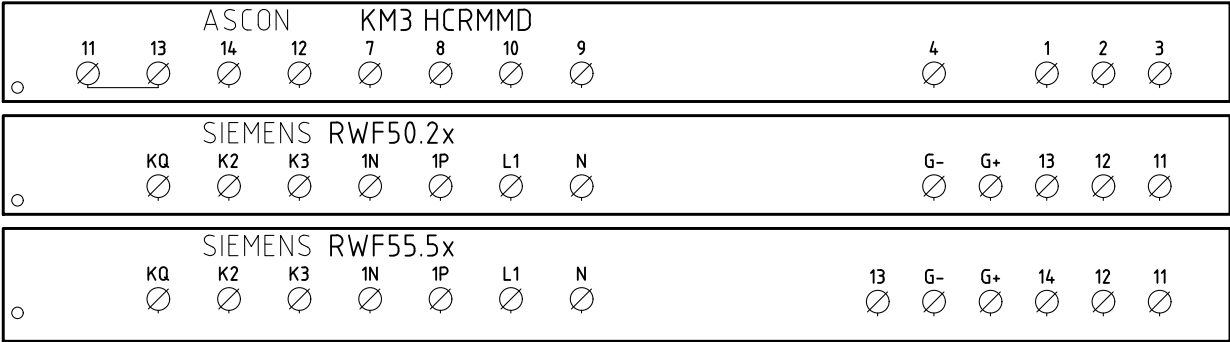 ASCON KM3 HCRMMD
11 13 14 12 7 8 10 9 4 1 2 3
SIEMENS RWF50.2x
KQ K2 K3 1N 1P L1 N G- G+ 13 12 11
SIEMENS RWF55.5x
KQ K2 K3 1N 1P L1 N 13 G- G+ 14 12 11